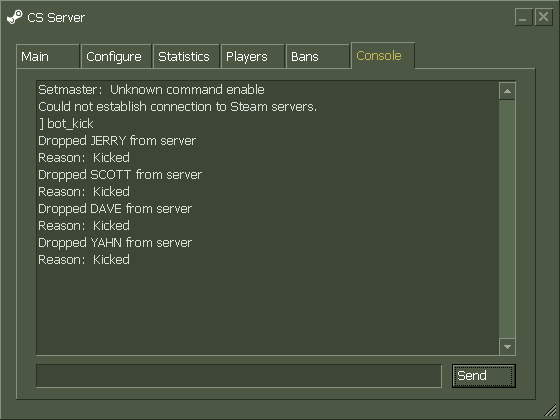 CS Server
Main Configure Statistics Players Bans Console
Setmaster: Unknown command enable
Could not establish connection to Steam servers.
] bot_kick
Dropped JERRY from server
Reason: Kicked
Dropped SCOTT from server
Reason: Kicked
Dropped DAVE from server
Reason: Kicked
Dropped YAHN from server
Reason: Kicked
Send